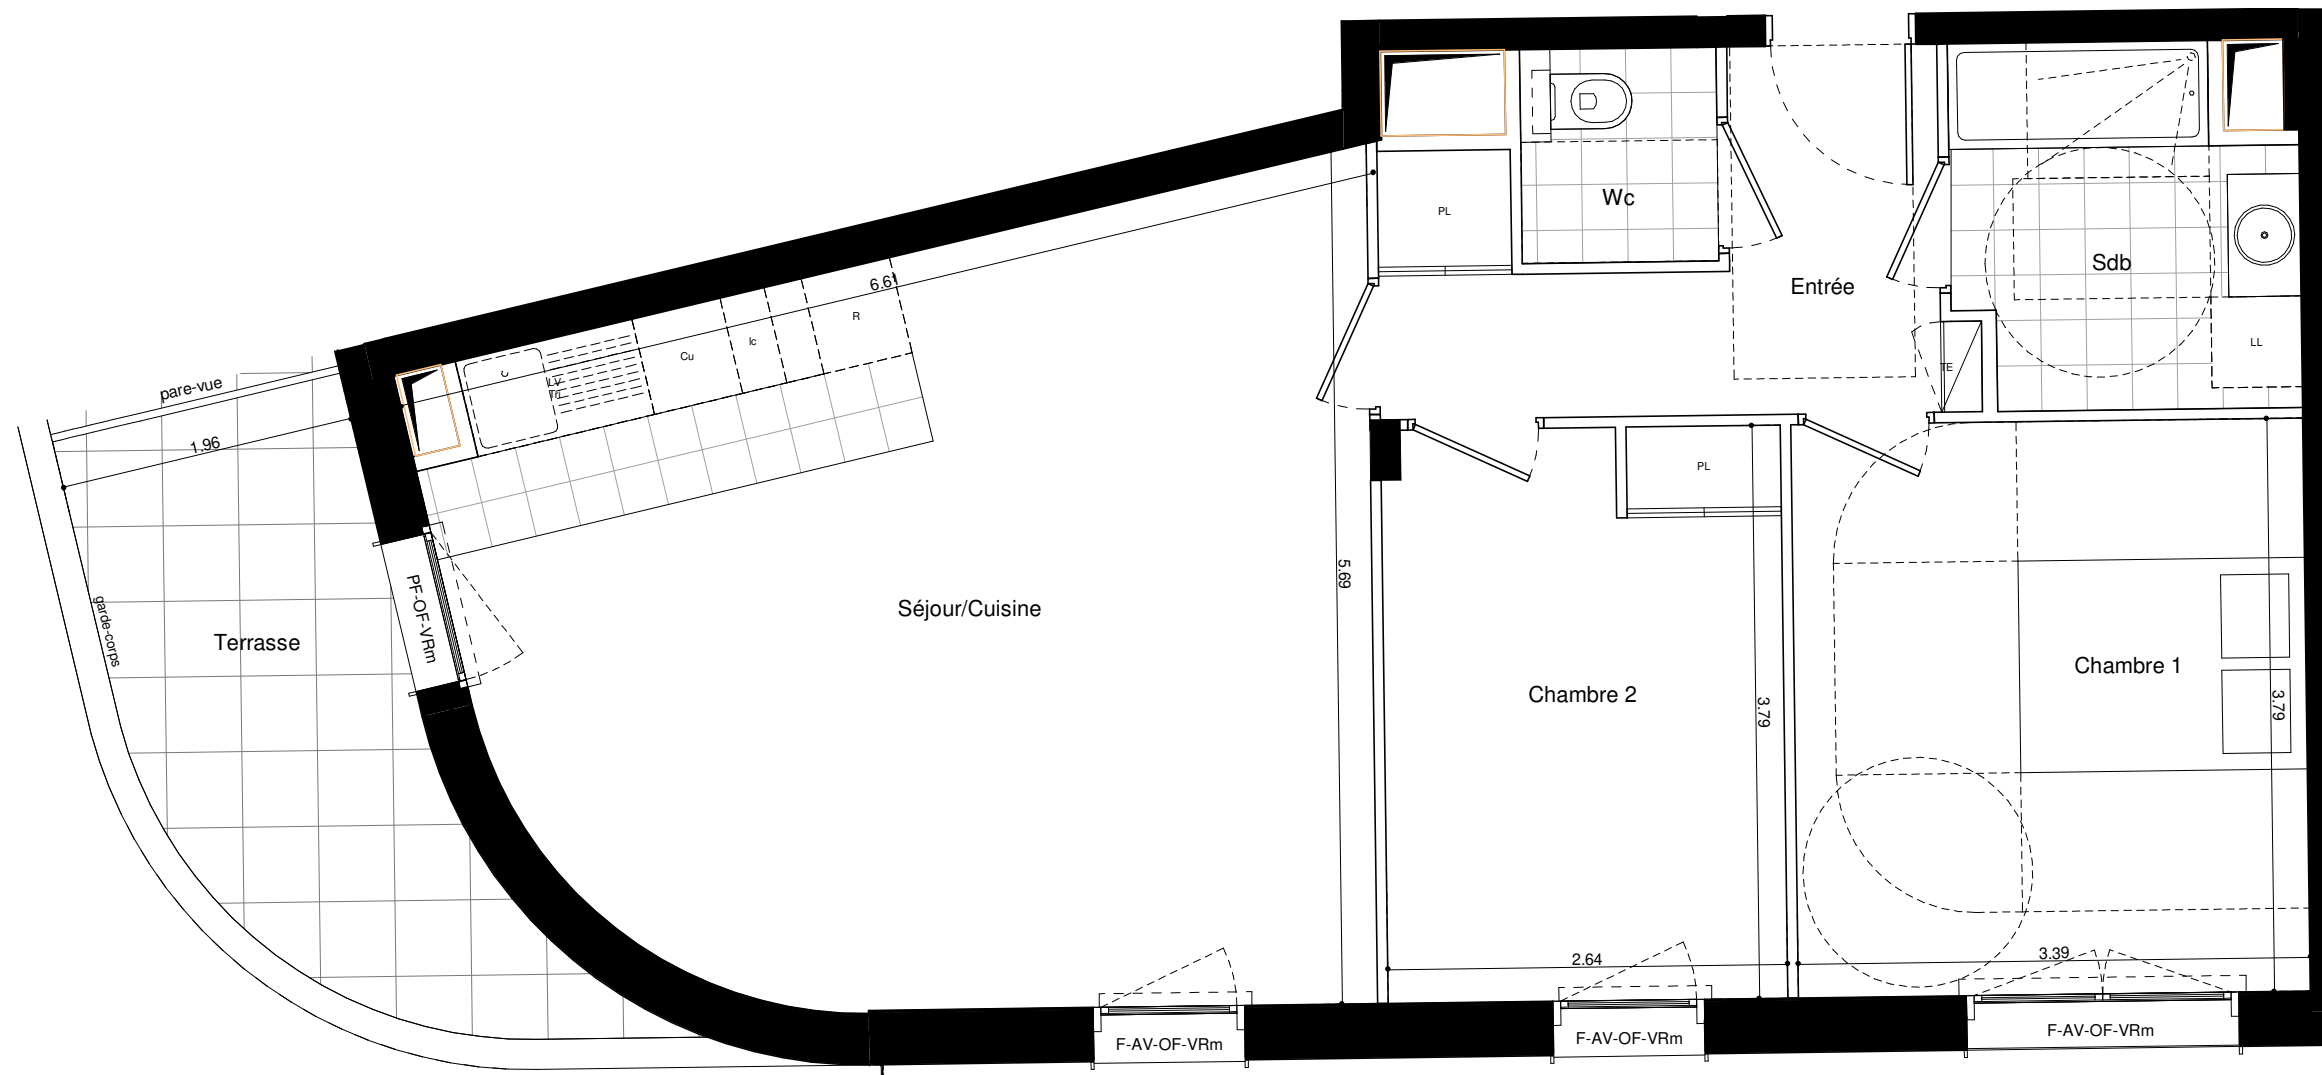 Wc
PL
Entrée
Sdb
6.61
R
Ic
Cu
C
LV
Tri
LL
TE
pare-vue
1.96
PL
5.69
PF-OF-VRm
garde-corps
Séjour/Cuisine
Terrasse
Chambre 1
Chambre 2
3.79
3.79
2.64
3.39
F-AV-OF-VRm
F-AV-OF-VRm
F-AV-OF-VRm